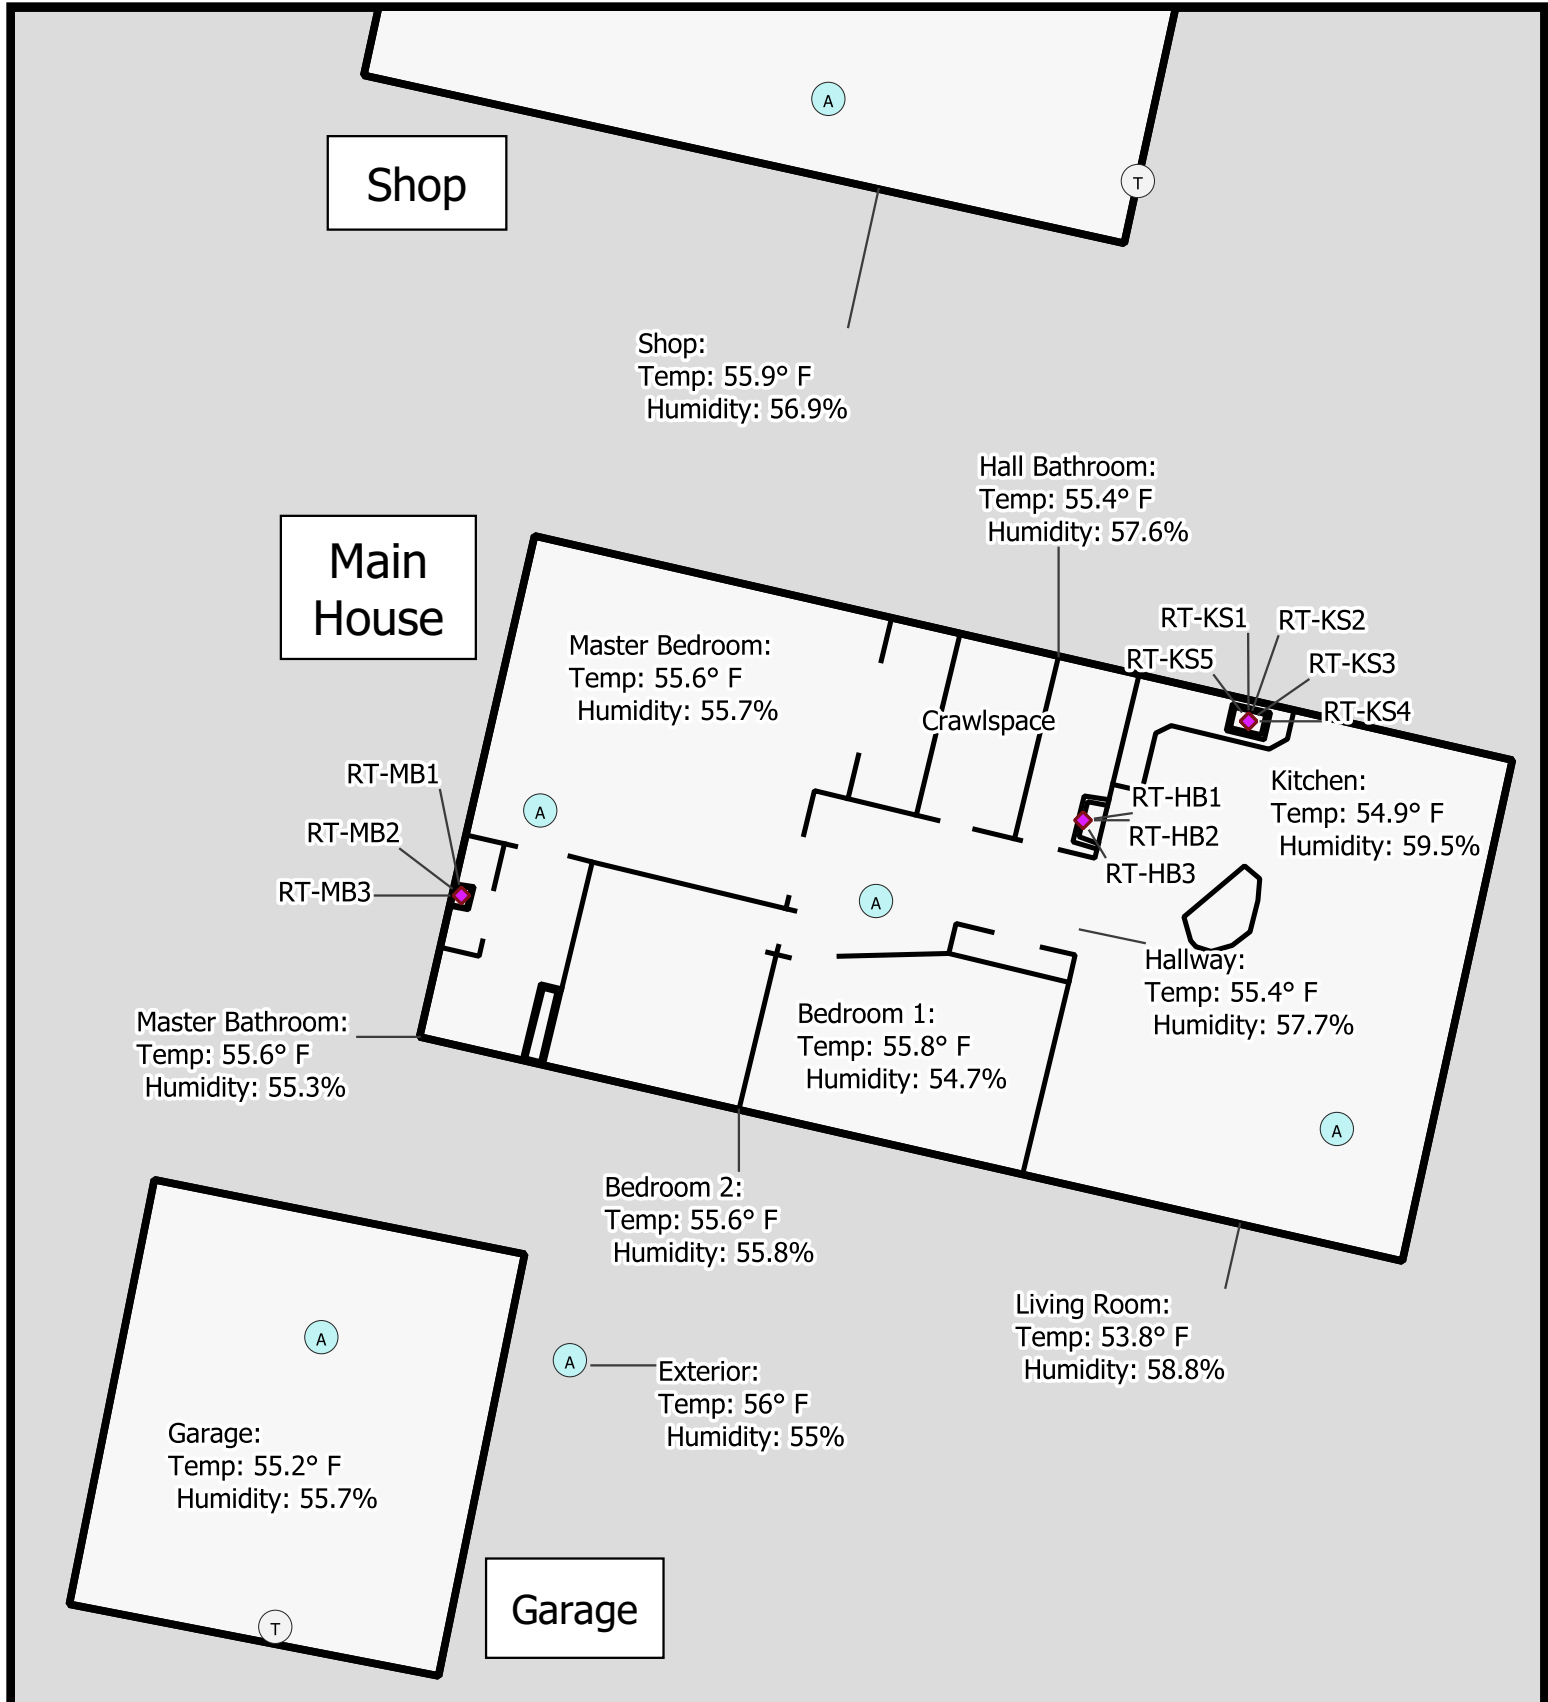 A
T
Shop
Shop:
Temp: 55.9° F
Humidity: 56.9%
Hall Bathroom:
Temp: 55.4° F
Humidity: 57.6%
Main
House
RT-KS1
RT-KS2
RT-KS5
RT-KS3
RT-KS4
Master Bedroom:
Temp: 55.6° F
Humidity: 55.7%
Crawlspace
RT-MB1
RT-MB2
RT-MB3
A
RT-HB1
RT-HB2
RT-HB3
Kitchen:
Temp: 54.9° F
Humidity: 59.5%
A
Hallway:
Temp: 55.4° F
Humidity: 57.7%
Master Bathroom:
Temp: 55.6° F
Humidity: 55.3%
Bedroom 1:
Temp: 55.8° F
Humidity: 54.7%
A
Bedroom 2:
Temp: 55.6° F
Humidity: 55.8%
Living Room:
Temp: 53.8° F
Humidity: 58.8%
A
A
Exterior:
Temp: 56° F
Humidity: 55%
Garage:
Temp: 55.2° F
Humidity: 55.7%
Garage
T